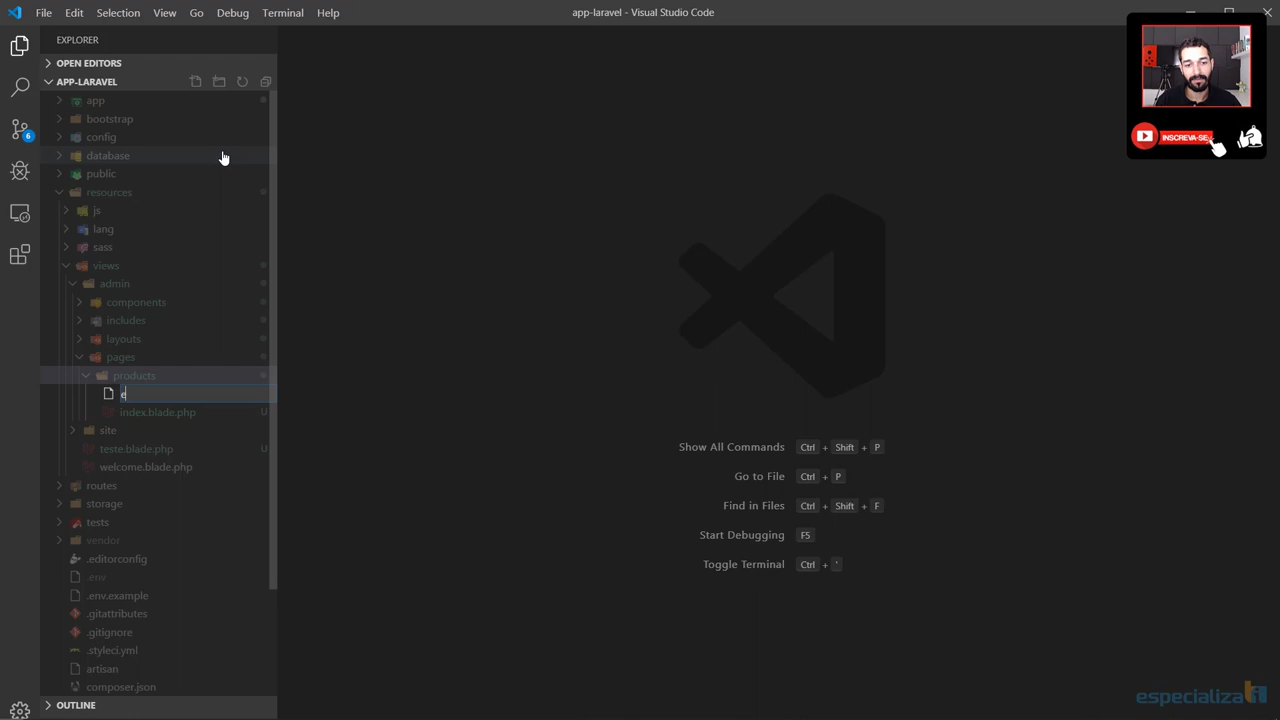 File Edit Selection View Go Debug Terminal Help
app-laravel - Visual Studio Code
EXPLORER
OPEN EDITORS
APP-LARAVEL
app
bootstrap
config
database
public
resources
js
lang
sass
views
admin
components
includes
layouts
pages
products
e
index.blade.php U
site
teste.blade.php U
welcome.blade.php
routes
storage
tests
vendor
.editorconfig
.env
.env.example
.gitattributes
.gitignore
.styleci.yml
artisan
composer.json
OUTLINE
6
Show All Commands Ctrl + Shift + P
Go to File Ctrl + P
Find in Files Ctrl + Shift + F
Start Debugging F5
Toggle Terminal Ctrl + '
INSCREVA-SE
especializati